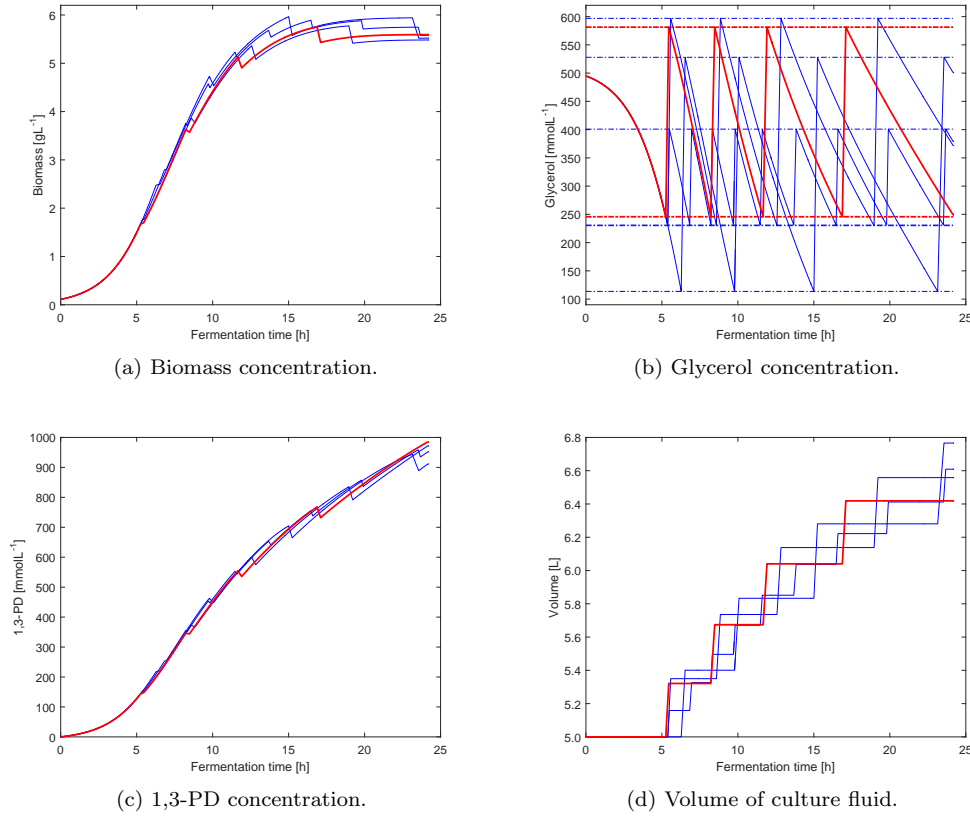 6
5
4
3
2
1
0
Biomass [gL⁻¹]
0 5 10 15 20 25
Fermentation time [h]
(a) Biomass concentration.
600
550
500
450
400
350
300
250
200
150
100
Glycerol [mmolL⁻¹]
0 5 10 15 20 25
Fermentation time [h]
(b) Glycerol concentration.
1000
900
800
700
600
500
400
300
200
100
0
1,3-PD [mmolL⁻¹]
0 5 10 15 20 25
Fermentation time [h]
(c) 1,3-PD concentration.
6.8
6.6
6.4
6.2
6.0
5.8
5.6
5.4
5.2
5.0
Volume [L]
0 5 10 15 20 25
Fermentation time [h]
(d) Volume of culture fluid.